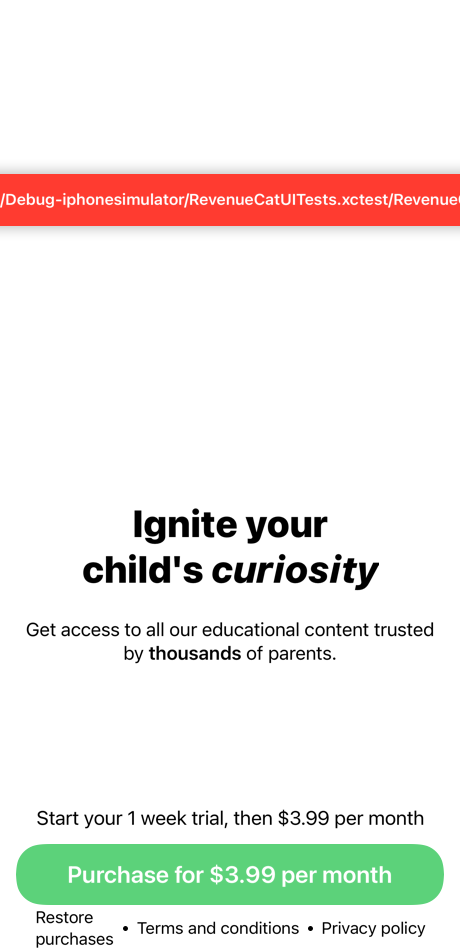 /Debug-iphonesimulator/RevenueCatUITests.xctest/Revenue
Ignite your
child's curiosity
Get access to all our educational content trusted
by thousands of parents.
Start your 1 week trial, then $3.99 per month
Purchase for $3.99 per month
Restore
purchases • Terms and conditions • Privacy policy